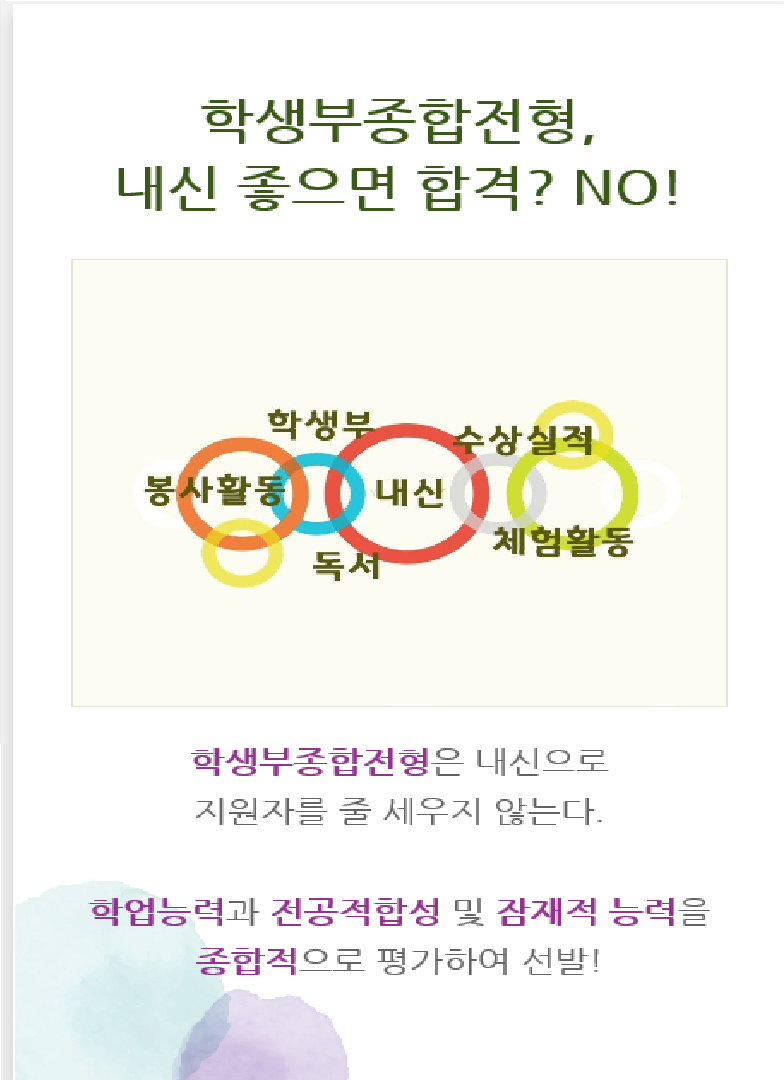 학생부종합전형,
내신 좋으면 합격? NO!
학생부
수상실적
봉사활동
내신
체험활동
독서
학생부종합전형은 내신으로
지원자를 줄 세우지 않는다.
학업능력과 전공적합성 및 잠재적 능력을
종합적으로 평가하여 선발!